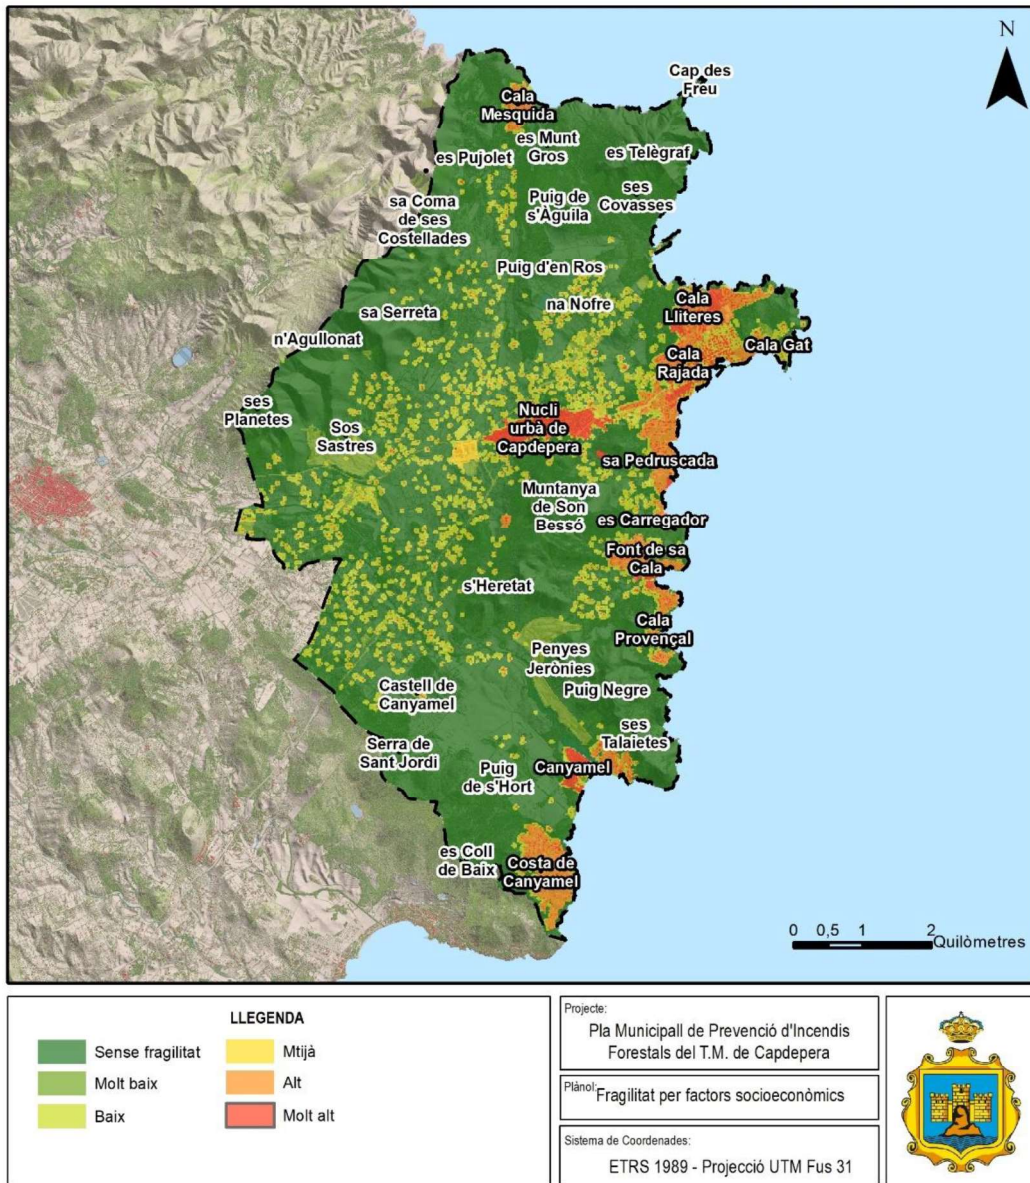 N
Cap des
Freu
Cala
Mesquida
es Munt
Gros
es Pujolet
es Telègraf
ses
Covasses
sa Coma
de ses
Costellades
Puig de
s'Àguila
Puig d'en Ros
na Nofre
Cala
Lliteres
sa Serreta
n'Agullonat
Cala Gat
Cala
Rajada
ses
Planetes
Sos
Sastres
Nucli
urbà de
Capdepera
sa Pedruscada
Muntanya
de Son
Bessó
es Carregador
Font de sa
Cala
s'Heretat
Cala
Provençal
Penyes
Jerònies
Puig Negre
Castell de
Canyamel
ses
Talaietes
Serra de
Sant Jordi
Puig
de s'Hort
Canyamel
es Coll
de Baix
Costa de
Canyamel
0 0,5 1 2
Quilòmetres
LLEGENDA
Sense fragilitat
Molt baix
Baix
Mtijà
Alt
Molt alt
Projecte:
Pla Municipall de Prevenció d'Incendis
Forestals del T.M. de Capdepera
Plànol:
Fragilitat per factors socioeconòmics
Sistema de Coordenades:
ETRS 1989 - Projecció UTM Fus 31